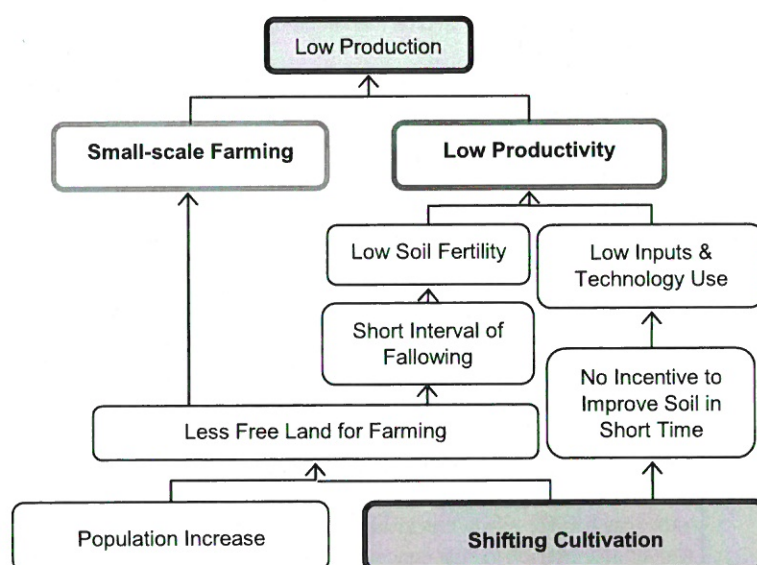 Low Production
Small-scale Farming
Low Productivity
Low Soil Fertility
Low Inputs &
Technology Use
Short Interval of
Fallowing
No Incentive to
Improve Soil in
Short Time
Less Free Land for Farming
Population Increase
Shifting Cultivation